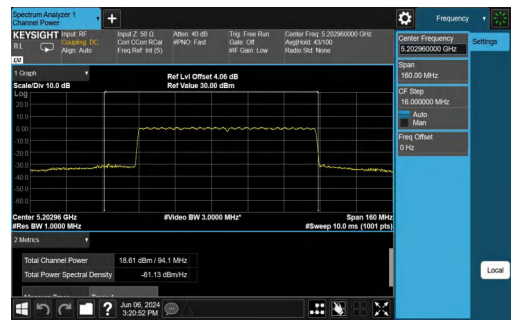 Spectrum Analyzer 1
Channel Power
+
Frequency
KEYSIGHT
RL
Input: RF
Coupling: DC
Align: Auto
Input Z: 50 Ω
Corr CCorr RCal
Freq Ref: Int (S)
Atten: 40 dB
#PNO: Fast
Trig: Free Run
Gate: Off
#IF Gain: Low
Center Freq: 5.202960000 GHz
Avg|Hold: 43/100
Radio Std: None
LXI
Center Frequency
5.202960000 GHz
Settings
Span
160.00 MHz
CF Step
16.000000 MHz
Auto
Man
Freq Offset
0 Hz
1 Graph
Scale/Div 10.0 dB
Ref Lvl Offset 4.06 dB
Ref Value 30.00 dBm
Log
20.0
10.0
0.00
-10.0
-20.0
-30.0
-40.0
-50.0
-60.0
Center 5.20296 GHz
#Video BW 3.0000 MHz*
Span 160 MHz
#Res BW 1.0000 MHz
#Sweep 10.0 ms (1001 pts)
2 Metrics
Total Channel Power 18.61 dBm / 94.1 MHz
Total Power Spectral Density -61.13 dBm/Hz
Local
?
Jun 06, 2024
3:20:52 PM